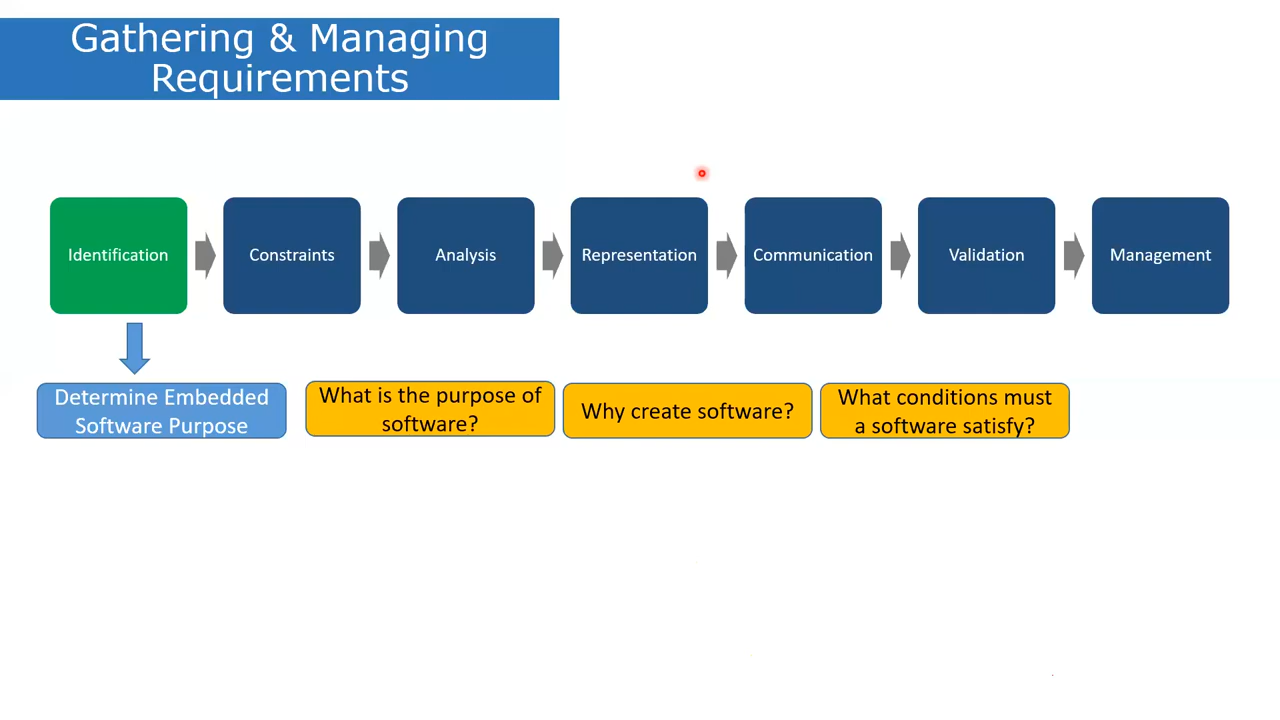 Gathering & Managing
Requirements
Identification
Constraints
Analysis
Representation
Communication
Validation
Management
Determine Embedded
Software Purpose
What is the purpose of
software?
Why create software?
What conditions must
a software satisfy?